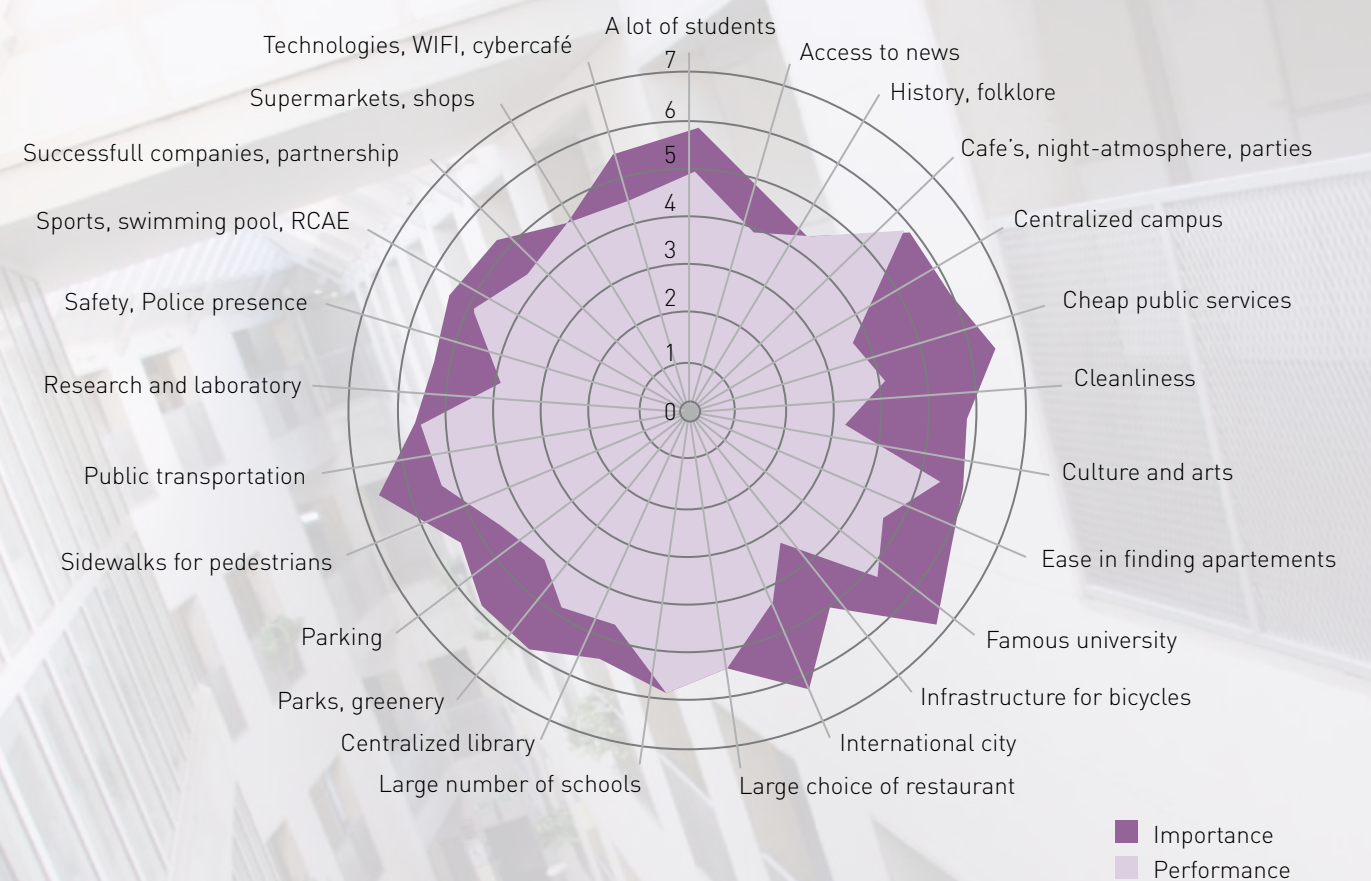 A lot of students
Access to news
History, folklore
Cafe's, night-atmosphere, parties
Centralized campus
Cheap public services
Cleanliness
Culture and arts
Ease in finding apartements
Famous university
Infrastructure for bicycles
International city
Large choice of restaurant
Large number of schools
Centralized library
Parks, greenery
Parking
Sidewalks for pedestrians
Public transportation
Research and laboratory
Safety, Police presence
Sports, swimming pool, RCAE
Successfull companies, partnership
Supermarkets, shops
Technologies, WIFI, cybercafé
7
6
5
4
3
2
1
0
Importance
Performance